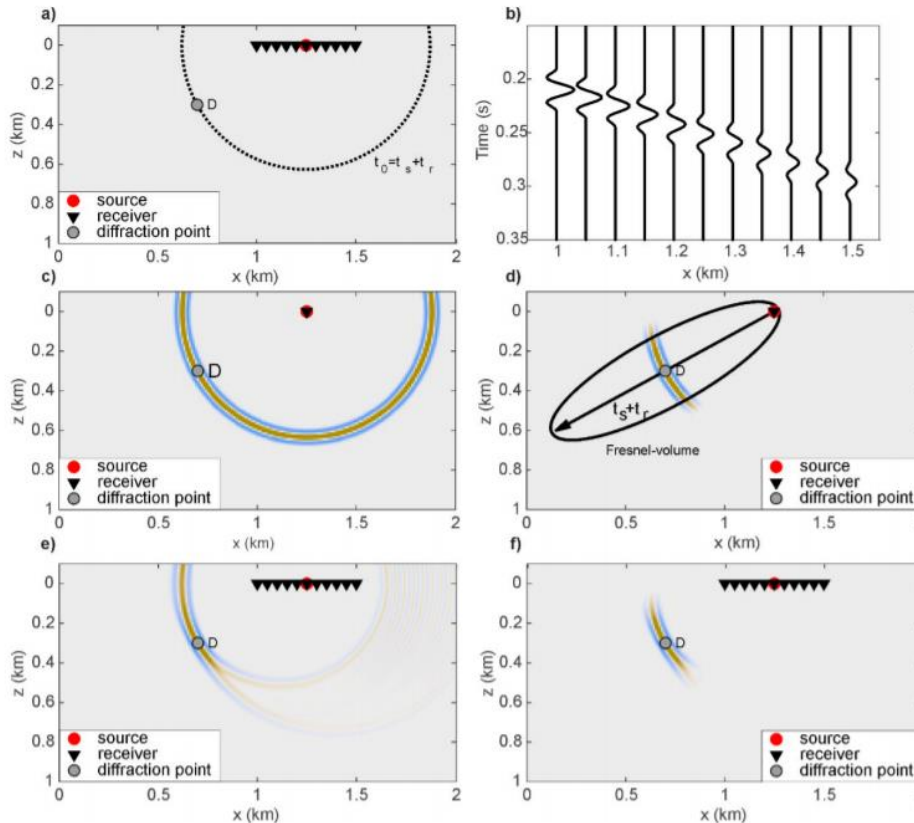 a)
z (km)
0
0.2
0.4
0.6
0.8
1
D
t0=ts+tr
source
receiver
diffraction point
0
0.5
1
1.5
2
x (km)
b)
Time (s)
0.2
0.25
0.3
0.35
1
1.1
1.2
1.3
1.4
1.5
x (km)
c)
z (km)
0
0.2
0.4
0.6
0.8
1
D
source
receiver
diffraction point
0
0.5
1
1.5
2
x (km)
d)
z (km)
0
0.2
0.4
0.6
0.8
1
D
ts+tr
Fresnel-volume
source
receiver
diffraction point
0
0.5
1
1.5
x (km)
e)
z (km)
0
0.2
0.4
0.6
0.8
1
D
source
receiver
diffraction point
0
0.5
1
1.5
2
x (km)
f)
z (km)
0
0.2
0.4
0.6
0.8
1
D
source
receiver
diffraction point
0
0.5
1
1.5
x (km)